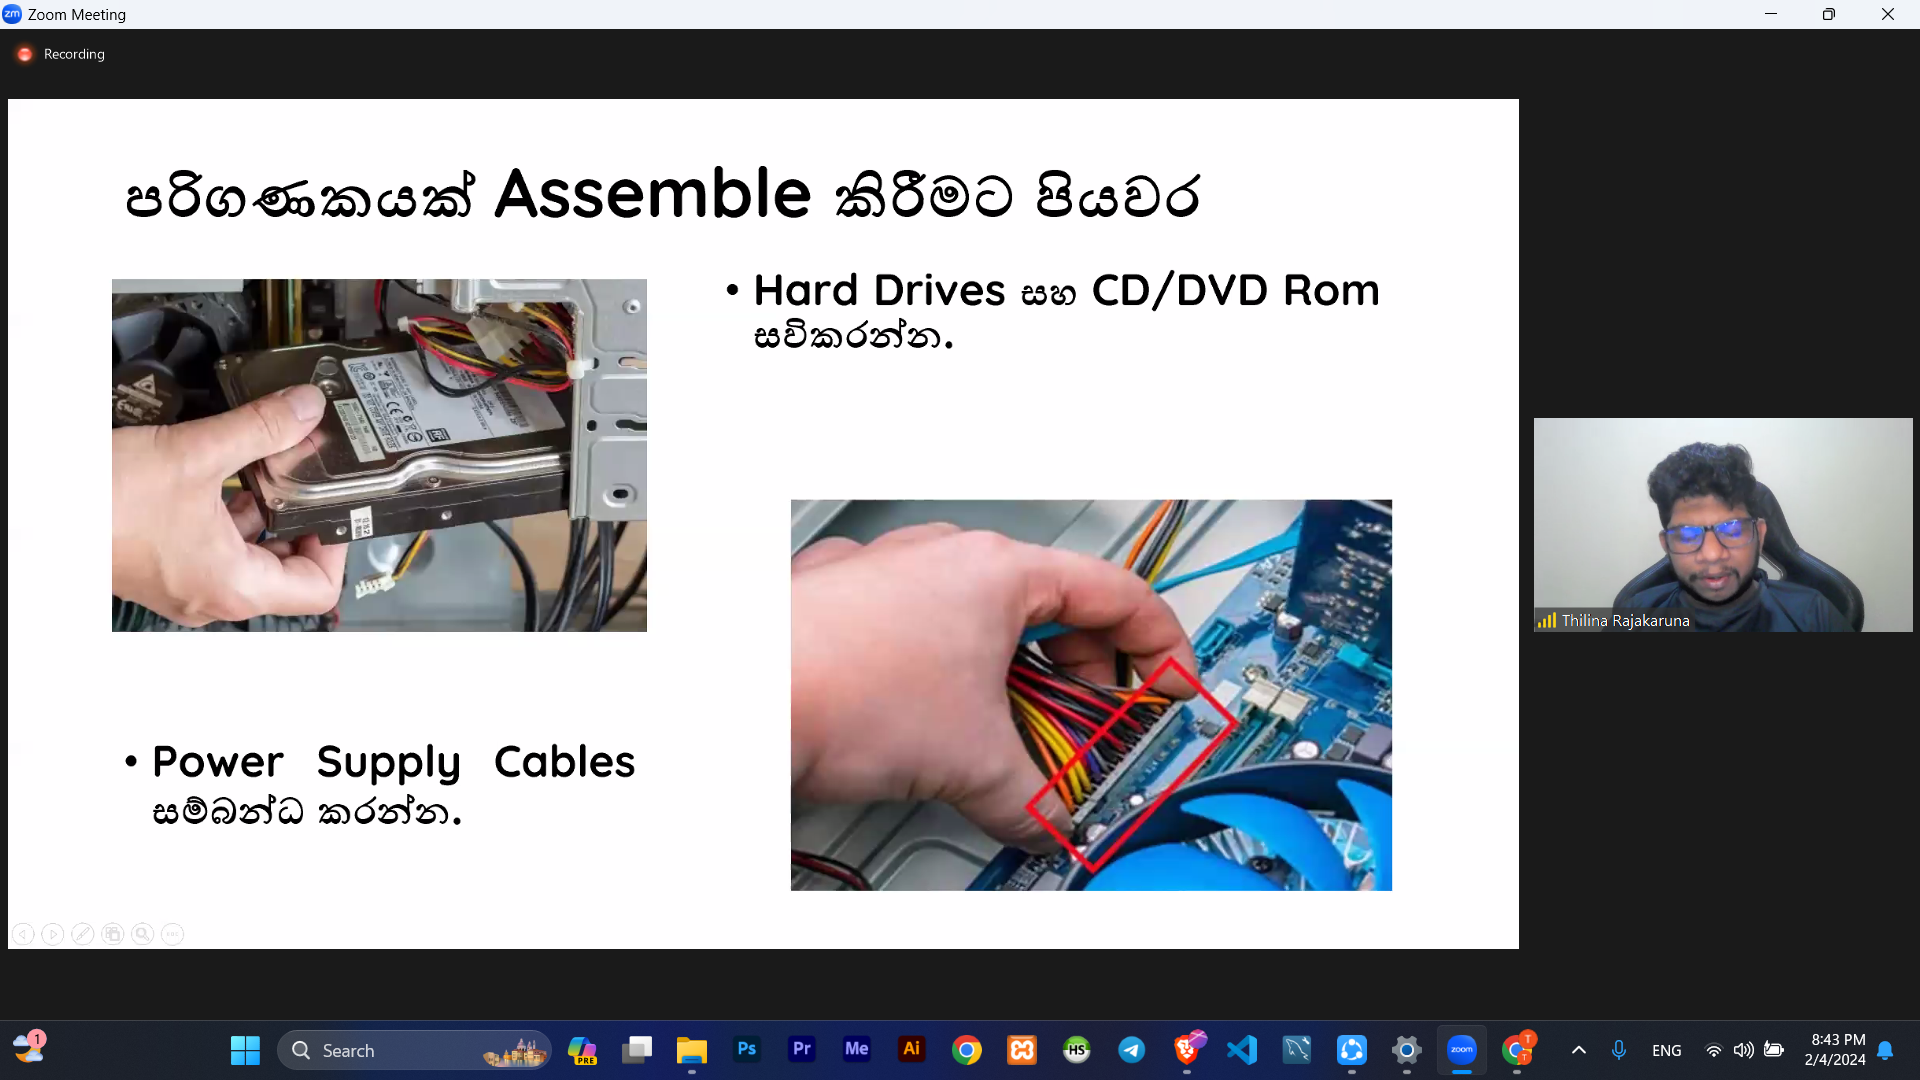 Zoom Meeting
Recording
පරිගණකයක් Assemble කිරීමට පියවර
• Hard Drives සහ CD/DVD Rom
සවිකරන්න.
• Power Supply Cables
සම්බන්ධ කරන්න.
Thilina Rajakaruna
1
Search
PRE
Ps
Pr
Me
Ai
HS
zoom
T
T
ENG
8:43 PM
2/4/2024